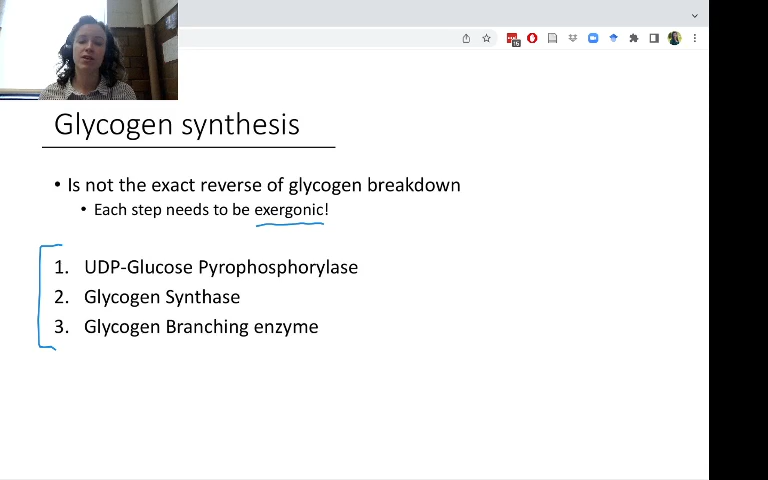 Glycogen synthesis
• Is not the exact reverse of glycogen breakdown
• Each step needs to be exergonic!
1. UDP-Glucose Pyrophosphorylase
2. Glycogen Synthase
3. Glycogen Branching enzyme